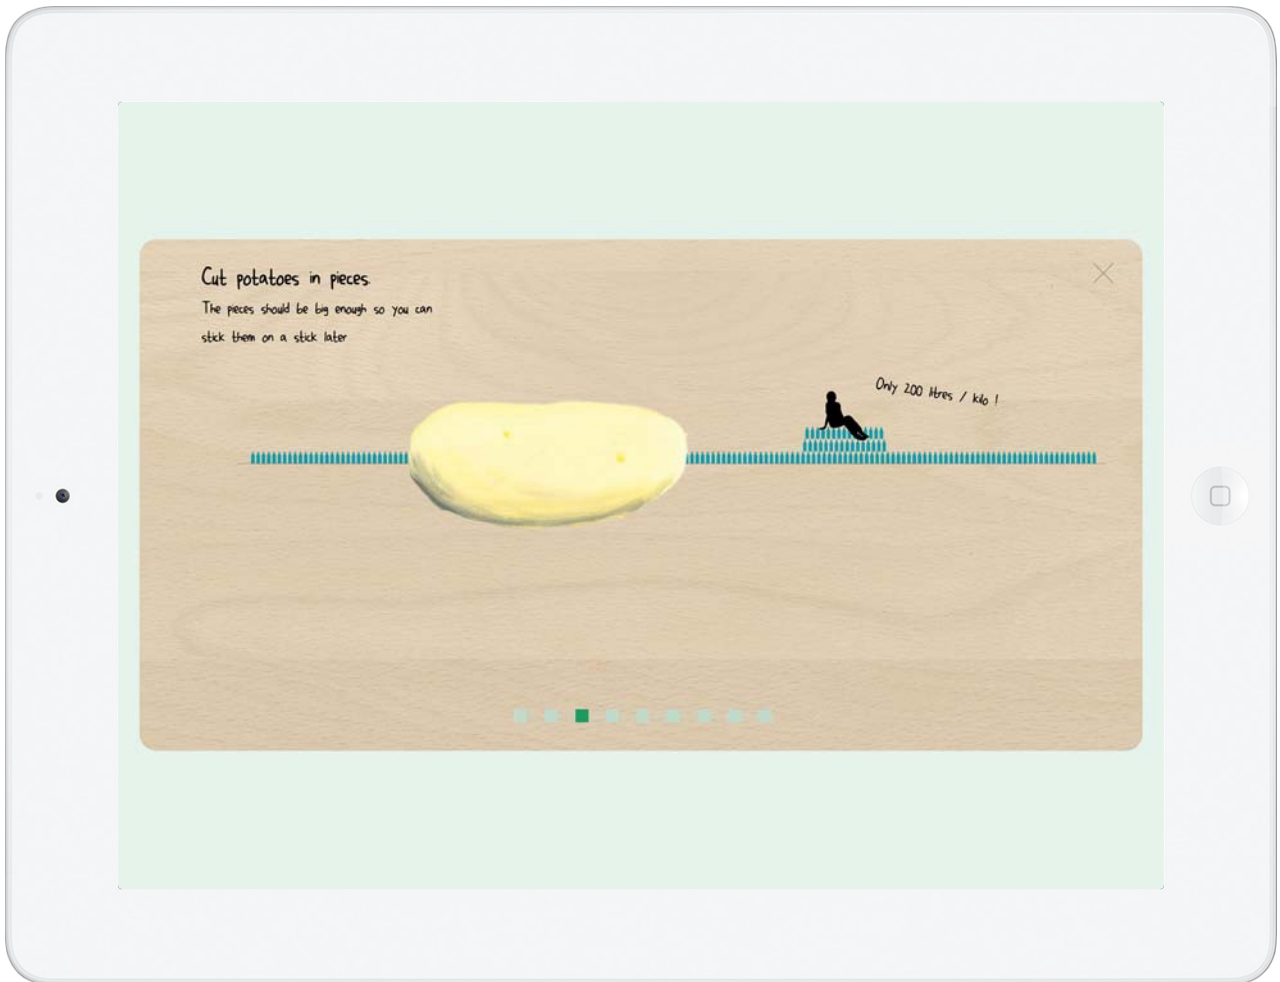 Cut potatoes in pieces.
The pieces should be big enough so you can
stick them on a stick later
Only 200 litres / kilo !